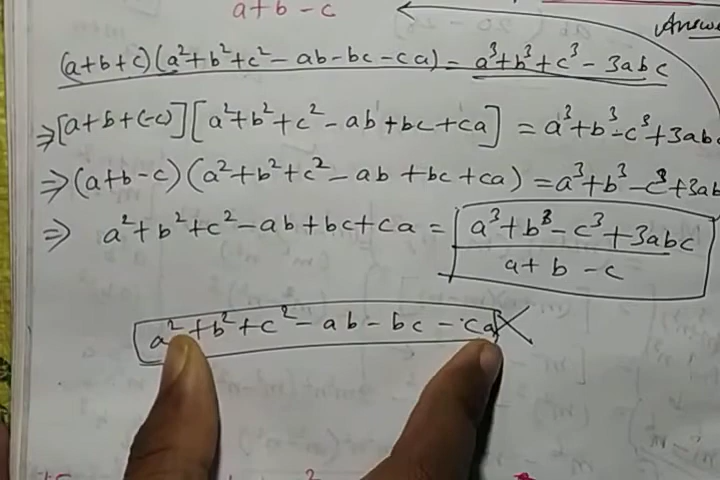 a+b-c
Answ
(a+b+c)(a²+b²+c²-ab-bc-ca) = a³+b³+c³-3abc
⇒[a+b+(-c)][a²+b²+c²-ab+bc+ca] = a³+b³-c³+3ab
⇒(a+b-c)(a²+b²+c²-ab+bc+ca) = a³+b³-c³+3ab
⇒ a²+b²+c²-ab+bc+ca = a³+b³-c³+3abc
a+b-c
a²+b²+c²-ab-bc-ca